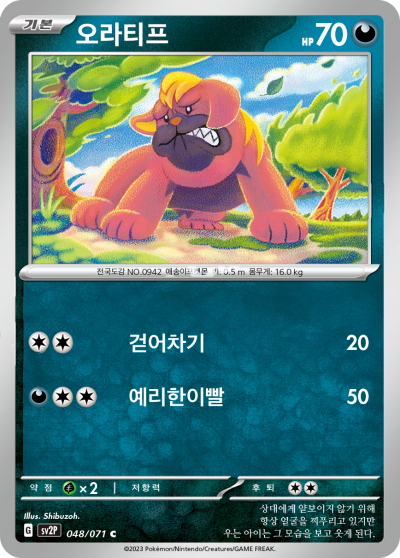 기본 오라티프 HP 70
전국도감 NO.0942 애송이포켓몬 키: 0.5 m 몸무게: 16.0 kg
걷어차기 20
예리한이빨 50
약점 ×2 저항력 후퇴
Illus. Shibuzoh.
G sv2P 048/071 C
상대에게 얕보이지 않기 위해
항상 얼굴을 찌푸리고 있지만
우는 아이는 그 모습을 보고 웃게 된다.
©2023 Pokémon/Nintendo/Creatures/GAME FREAK.